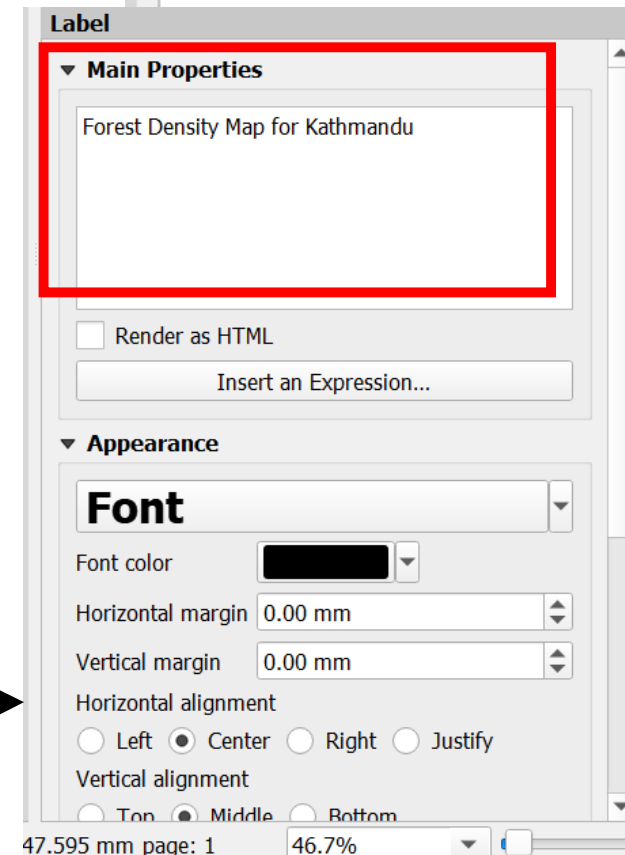 Label
Main Properties
Forest Density Map for Kathmandu
Render as HTML
Insert an Expression...
Appearance
Font
Font color
Horizontal margin 0.00 mm
Vertical margin 0.00 mm
Horizontal alignment
Left Center Right Justify
Vertical alignment
Top Middle Bottom
47.595 mm page: 1 46.7%